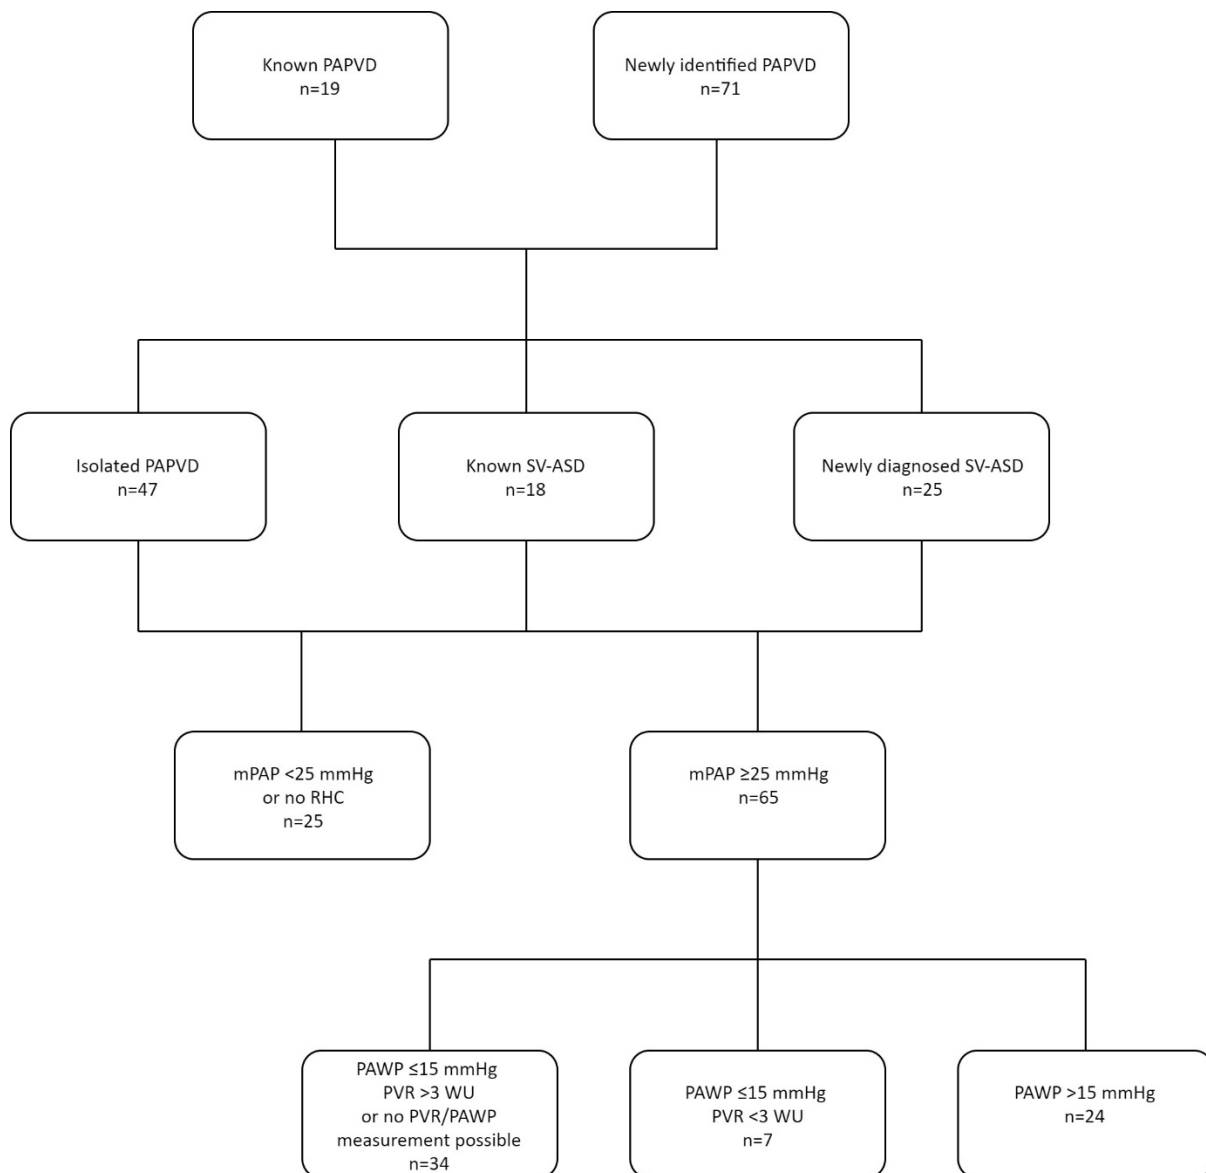 Known PAPVD
n=19
Newly identified PAPVD
n=71
Isolated PAPVD
n=47
Known SV-ASD
n=18
Newly diagnosed SV-ASD
n=25
mPAP <25 mmHg
or no RHC
n=25
mPAP ≥25 mmHg
n=65
PAWP ≤15 mmHg
PVR >3 WU
or no PVR/PAWP
measurement possible
n=34
PAWP ≤15 mmHg
PVR <3 WU
n=7
PAWP >15 mmHg
n=24